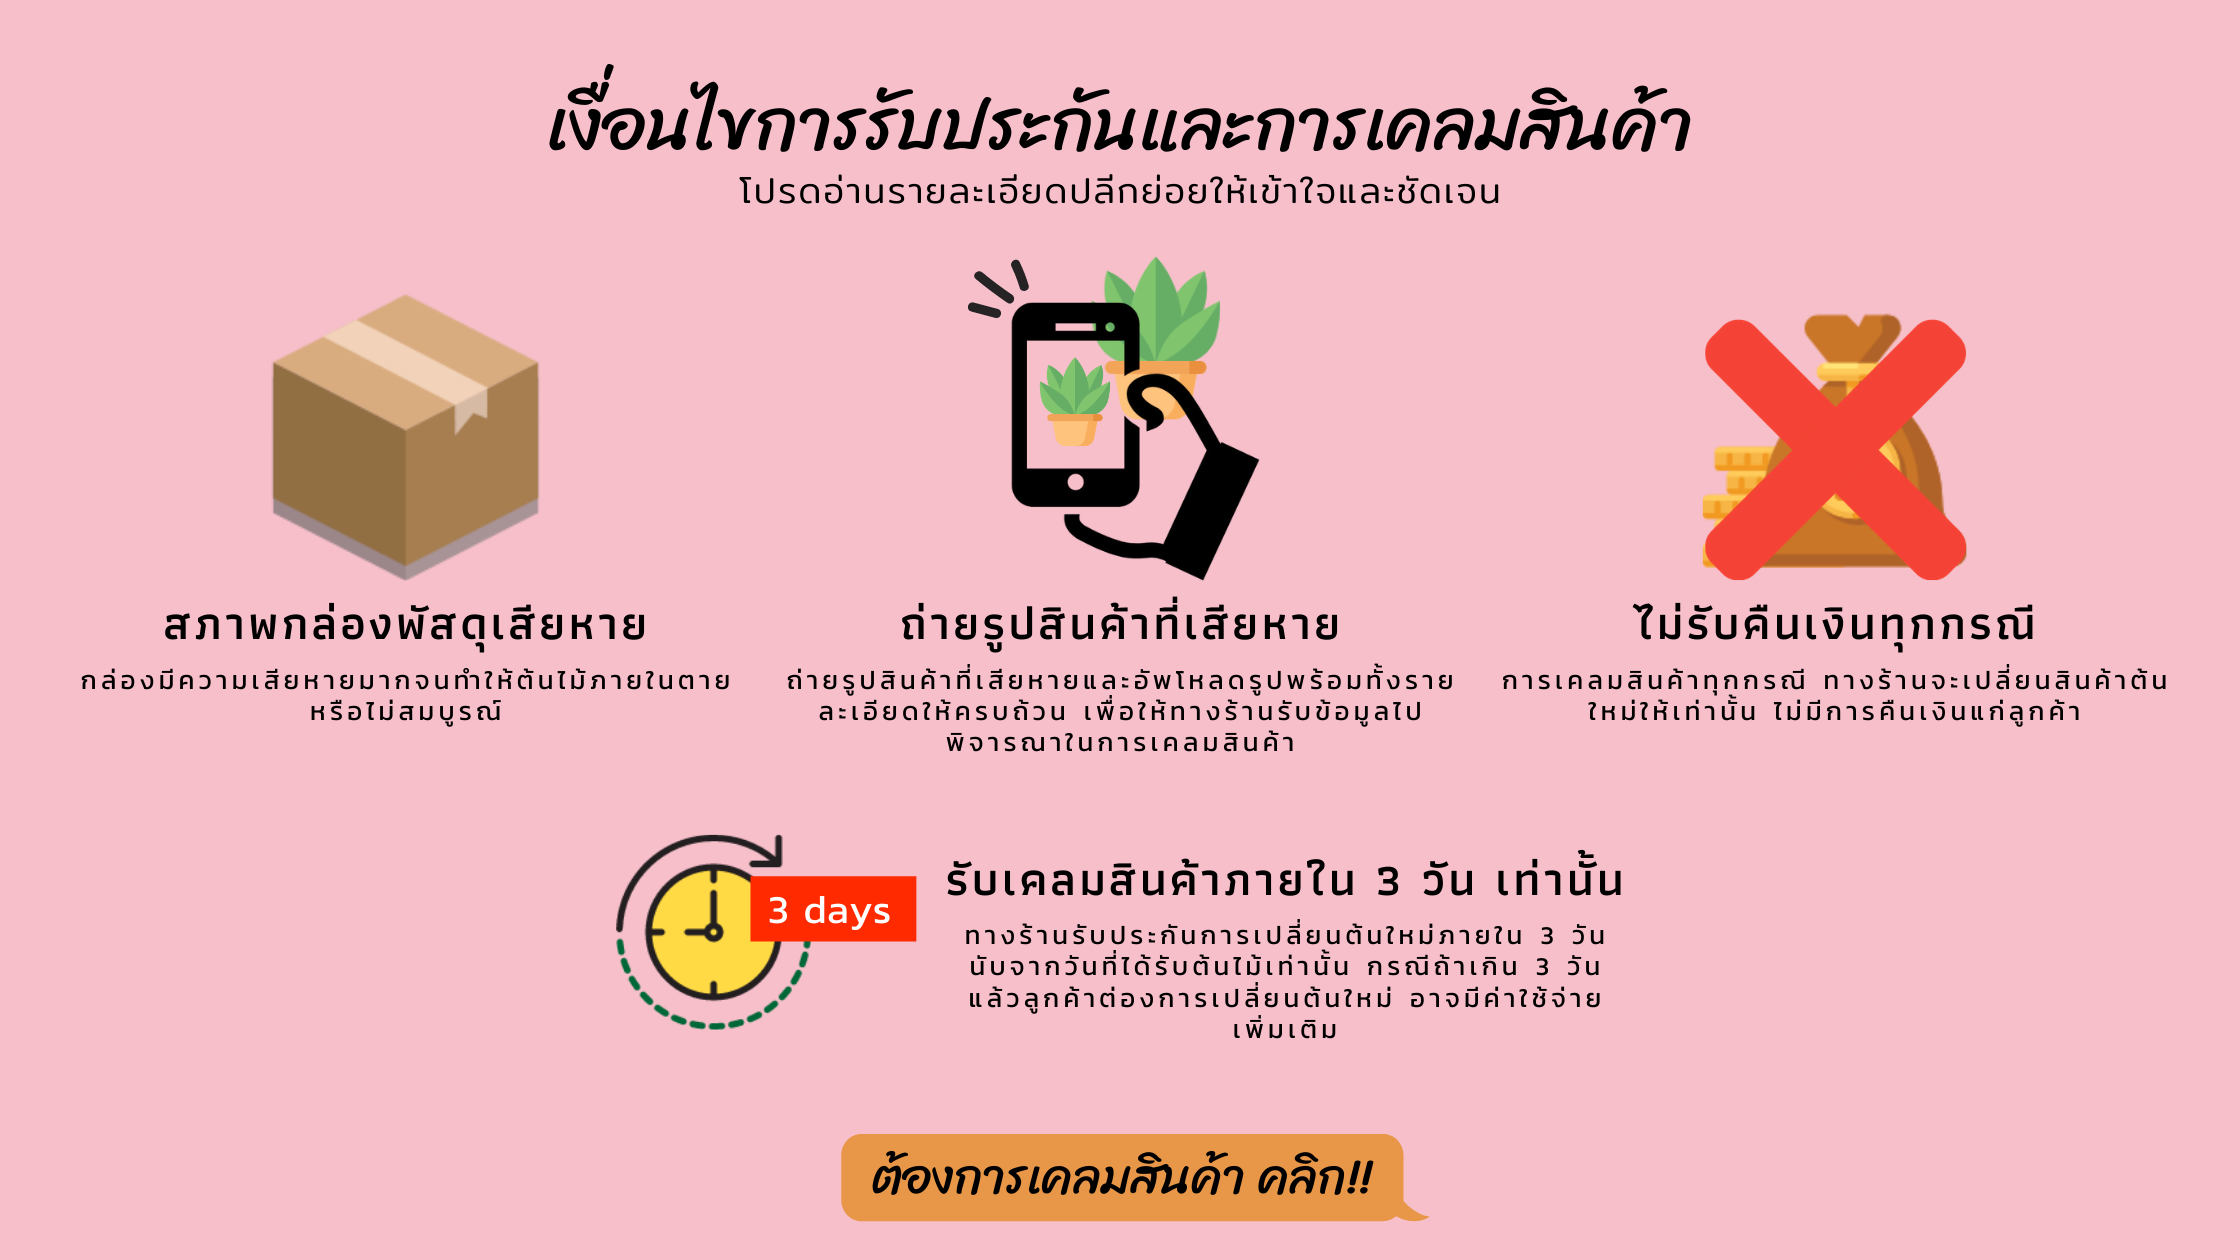 เงื่อนไขการรับประกันและการเคลมสินค้า
โปรดอ่านรายละเอียดปลีกย่อยให้เข้าใจและชัดเจน
สภาพกล่องพัสดุเสียหาย
กล่องมีความเสียหายมากจนทำให้ต้นไม้ภายในตาย
หรือไม่สมบูรณ์
ถ่ายรูปสินค้าที่เสียหาย
ถ่ายรูปสินค้าที่เสียหายและอัพโหลดรูปพร้อมทั้งราย
ละเอียดให้ครบถ้วน เพื่อให้ทางร้านรับข้อมูลไป
พิจารณาในการเคลมสินค้า
ไม่รับคืนเงินทุกกรณี
การเคลมสินค้าทุกกรณี ทางร้านจะเปลี่ยนสินค้าต้น
ใหม่ให้เท่านั้น ไม่มีการคืนเงินแก่ลูกค้า
3 days
รับเคลมสินค้าภายใน 3 วัน เท่านั้น
ทางร้านรับประกันการเปลี่ยนต้นใหม่ภายใน 3 วัน
นับจากวันที่ได้รับต้นไม้เท่านั้น กรณีถ้าเกิน 3 วัน
แล้วลูกค้าต่องการเปลี่ยนต้นใหม่ อาจมีค่าใช้จ่าย
เพิ่มเติม
ต้องการเคลมสินค้า คลิก!!